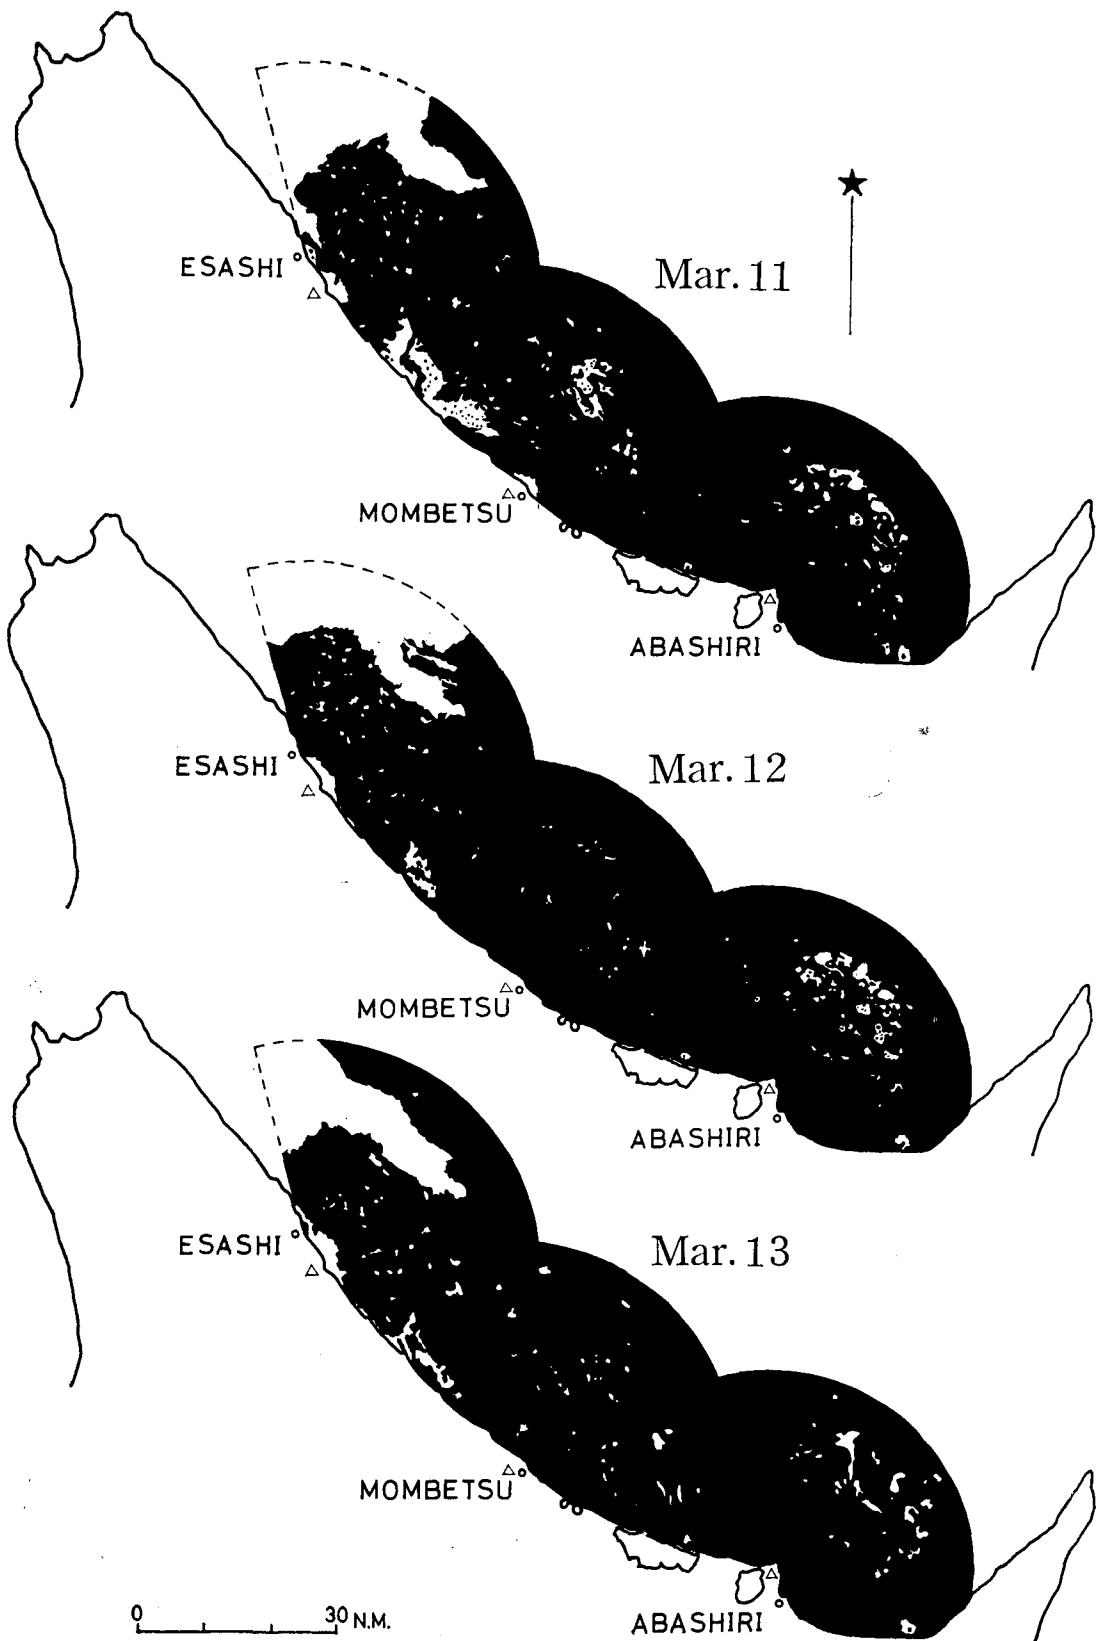 ESASHI
Mar. 11
MOMBETSU
ABASHIRI
ESASHI
Mar. 12
MOMBETSU
ABASHIRI
ESASHI
Mar. 13
MOMBETSU
ABASHIRI
0 30 N.M.